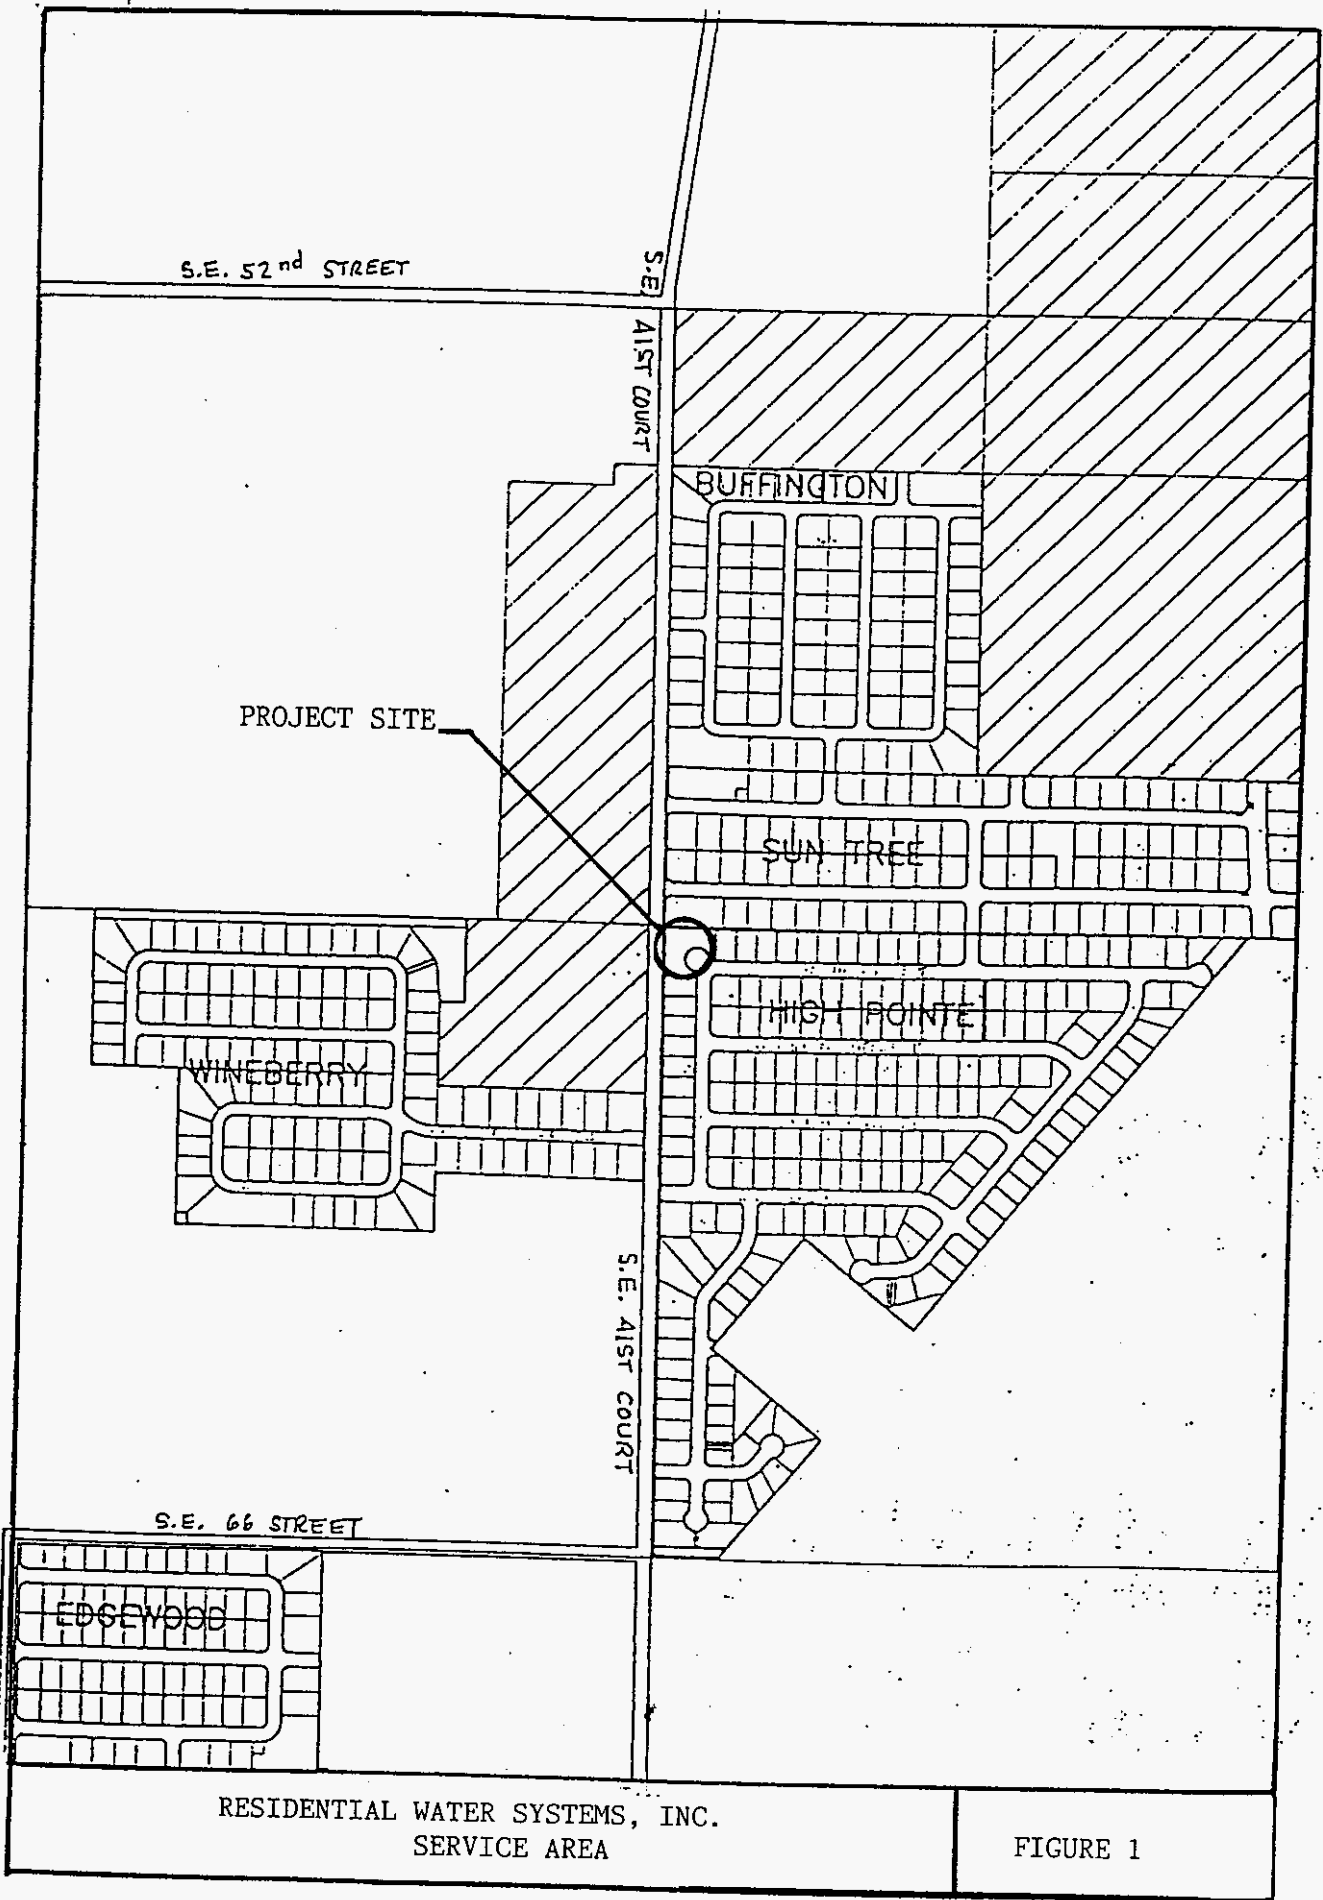 S.E. 52nd STREET
S.E. 41ST COURT
BUFFINGTON
PROJECT SITE
SUN TREE
HIGH POINTE
WINEBERRY
S.E. 41ST COURT
S.E. 66 STREET
EDGEWOOD
RESIDENTIAL WATER SYSTEMS, INC.
SERVICE AREA
FIGURE 1